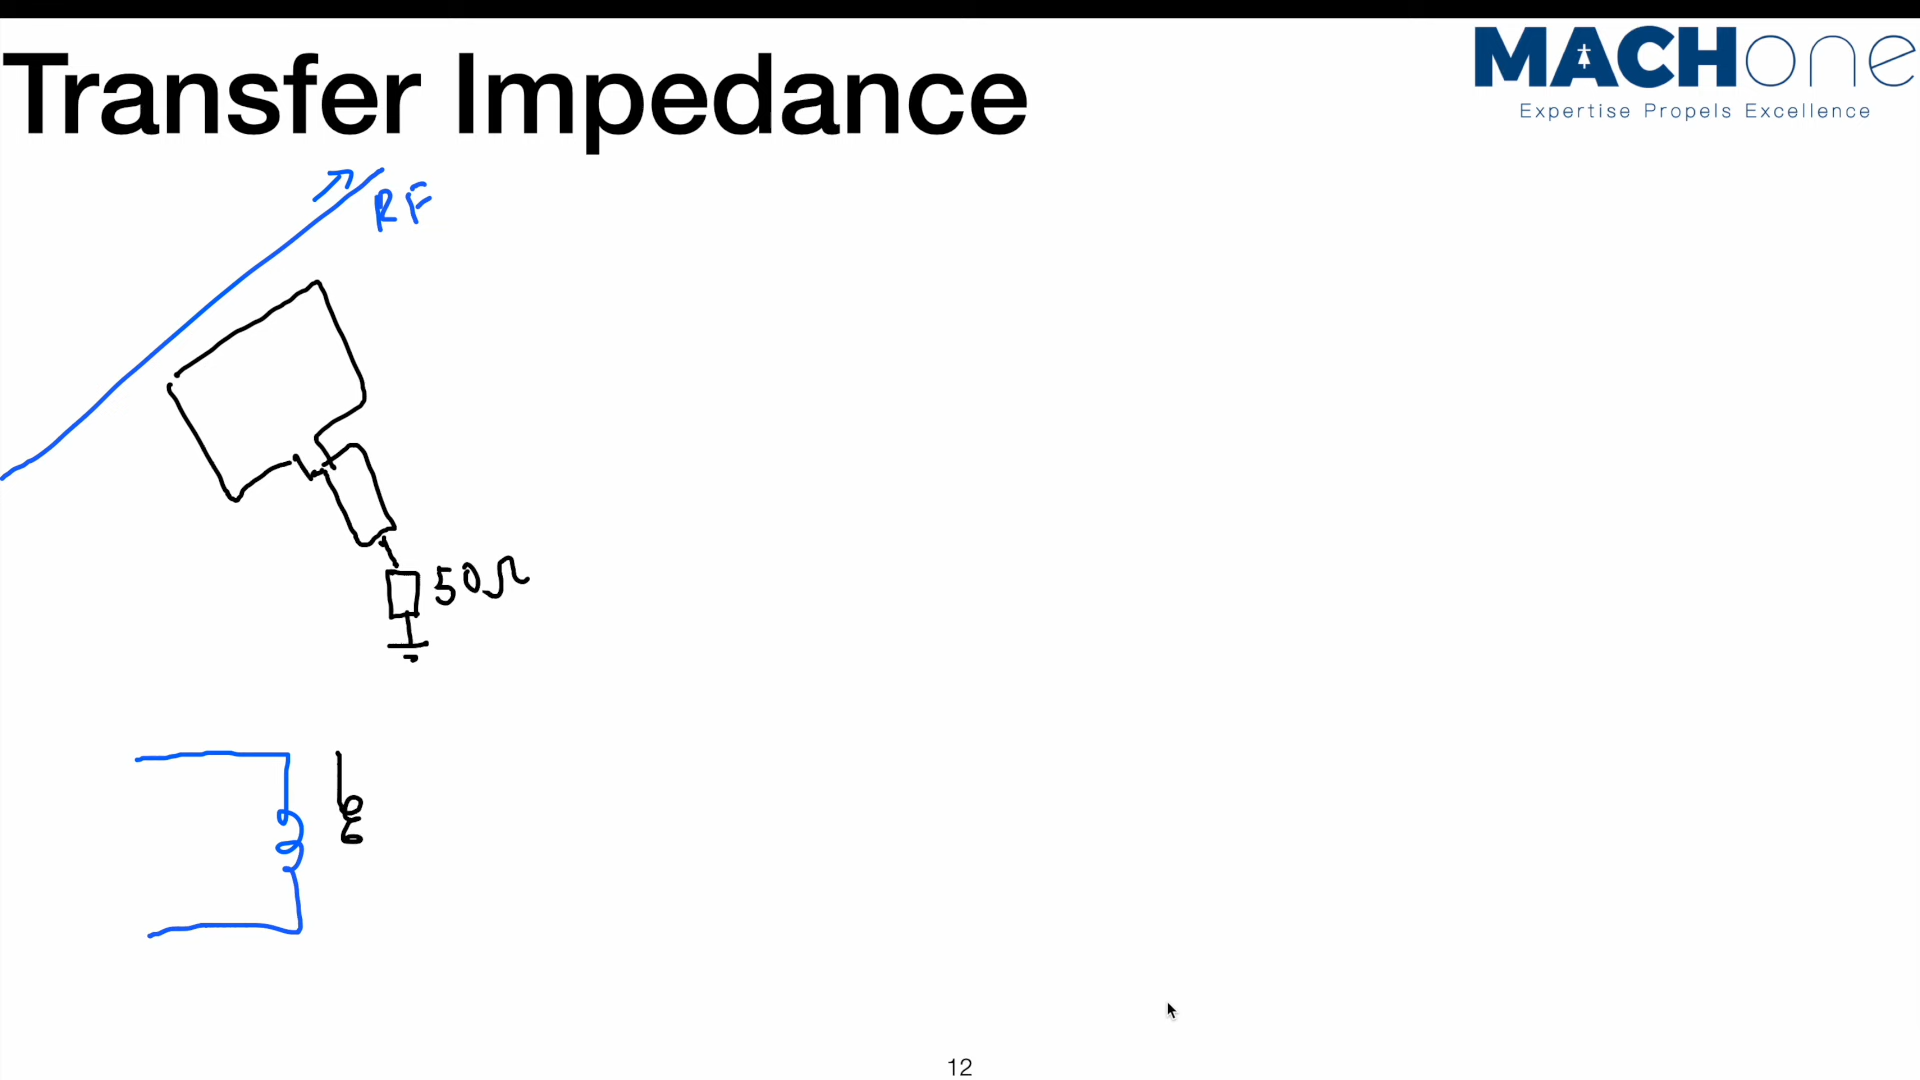 Transfer Impedance
MACHone
Expertise Propels Excellence
RF
50Ω
12